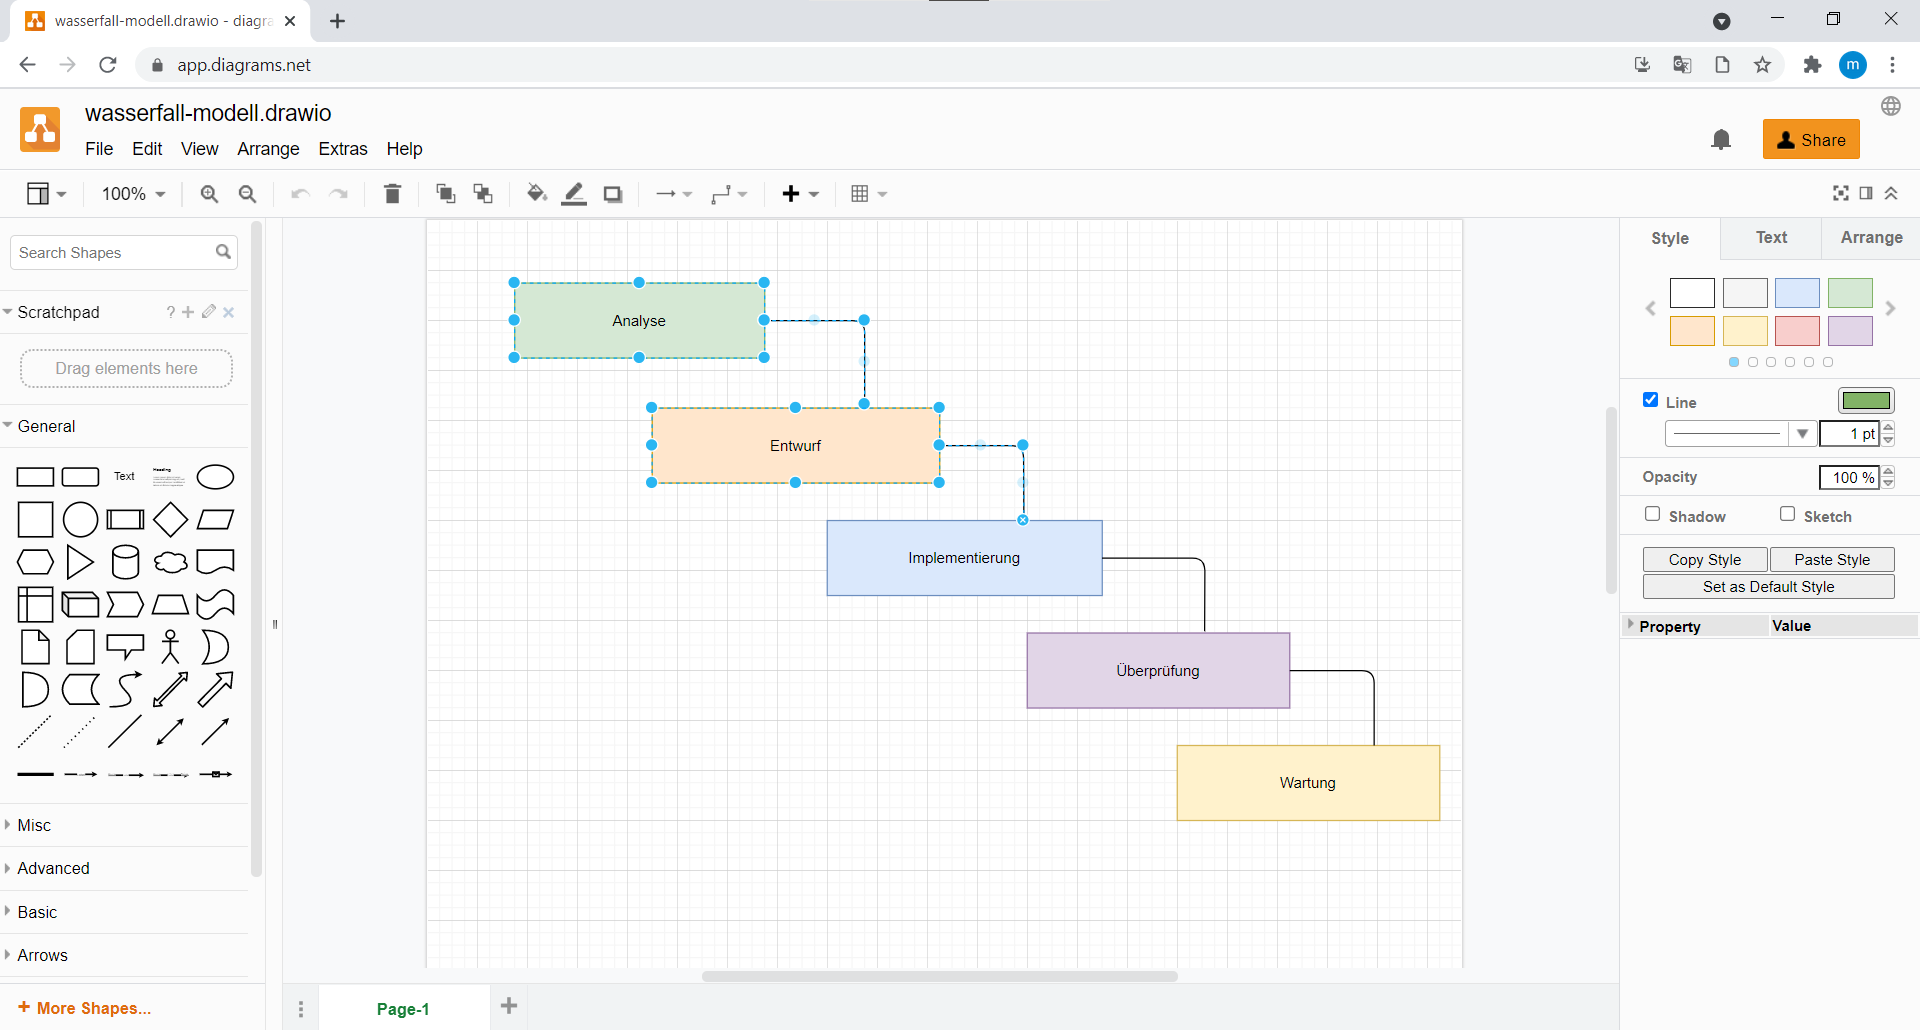 wasserfall-modell.drawio - diagra
app.diagrams.net
m
wasserfall-modell.drawio
File Edit View Arrange Extras Help
Share
100%
Search Shapes
Scratchpad
?
Drag elements here
General
Text
Heading
Misc
Advanced
Basic
Arrows
+ More Shapes...
Analyse
Entwurf
Implementierung
Überprüfung
Wartung
Page-1
Style Text Arrange
Line
1 pt
Opacity
100 %
Shadow Sketch
Copy Style Paste Style
Set as Default Style
Property Value